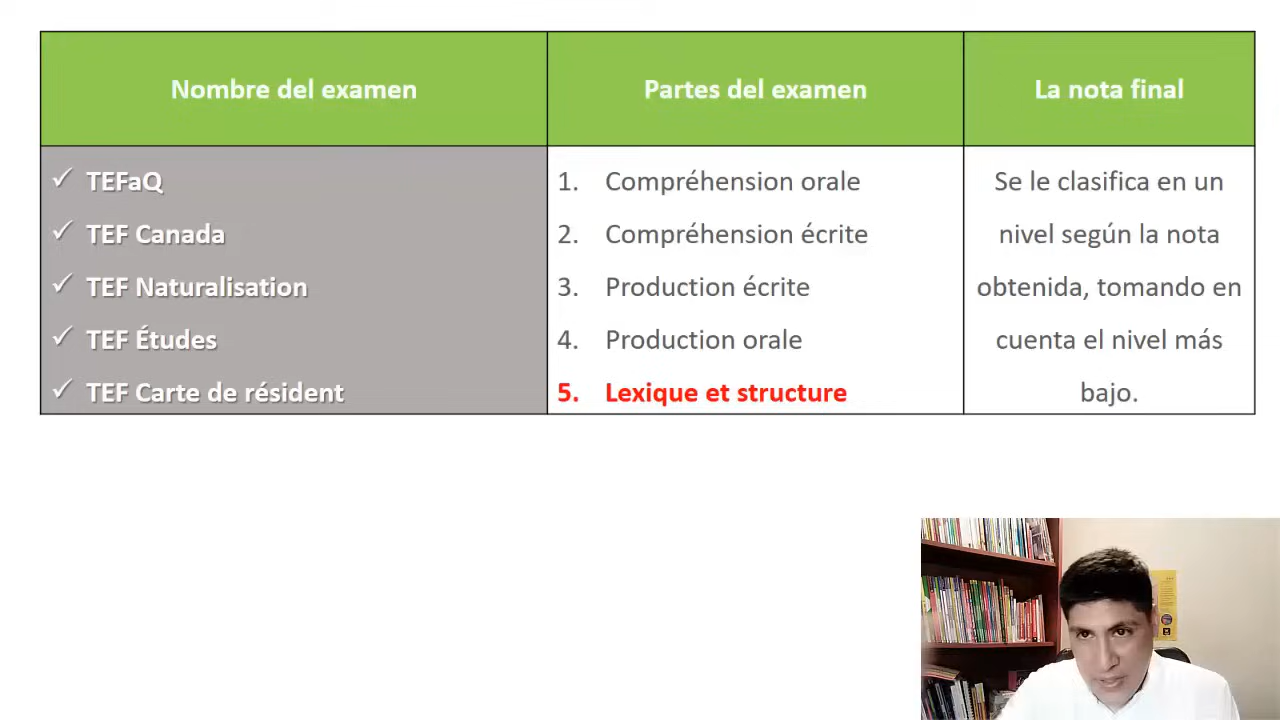 Nombre del examen
Partes del examen
La nota final
✓ TEFaQ
✓ TEF Canada
✓ TEF Naturalisation
✓ TEF Études
✓ TEF Carte de résident
1. Compréhension orale
2. Compréhension écrite
3. Production écrite
4. Production orale
5. Lexique et structure
Se le clasifica en un
nivel según la nota
obtenida, tomando en
cuenta el nivel más
bajo.